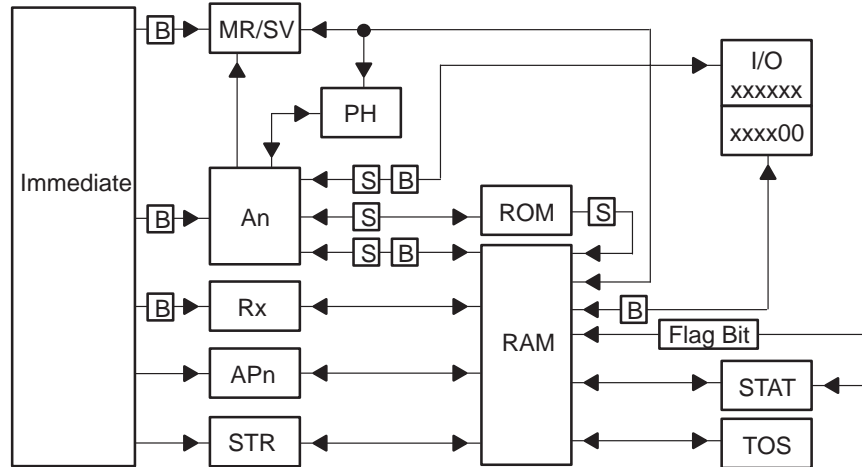 B
MR/SV
I/O
xxxxxx
xxxx00
PH
Immediate
S
B
B
An
S
ROM
S
S
B
B
Rx
RAM
B
Flag Bit
APn
STAT
STR
TOS